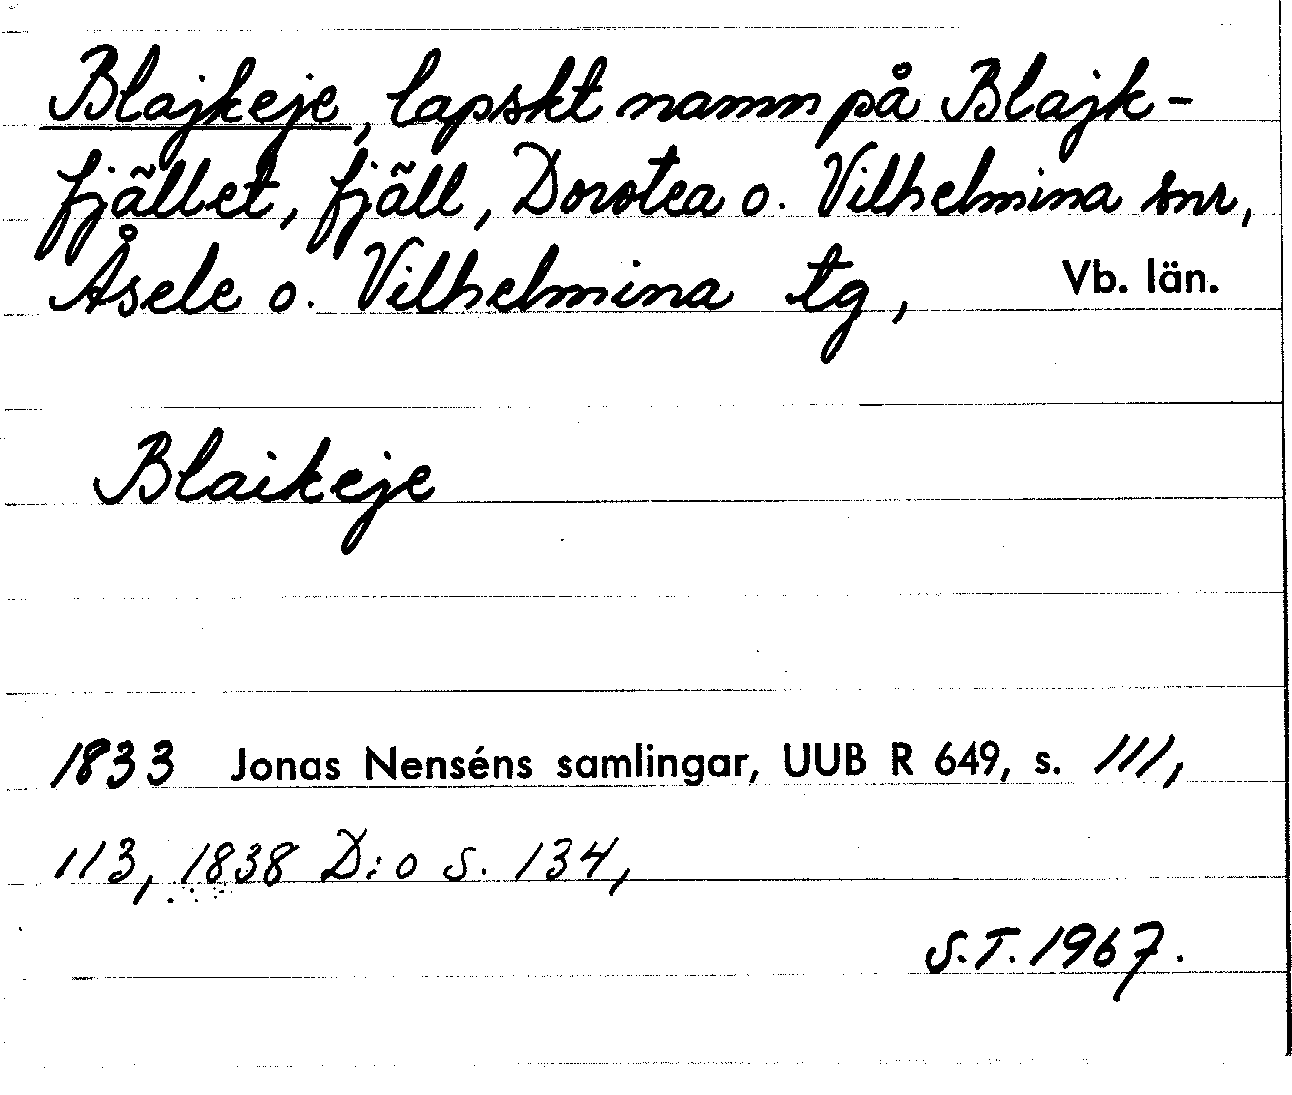 Blajkeje, lapskt namn på Blajk-
fjället, fjäll, Dorotea o. Vilhelmina snr,
Åsele o. Vilhelmina tg, Vb. län.
Blaikeje
1833 Jonas Nenséns samlingar, UUB R 649, s. 111,
113, 1838 D:o s. 134,
S.T. 1967.